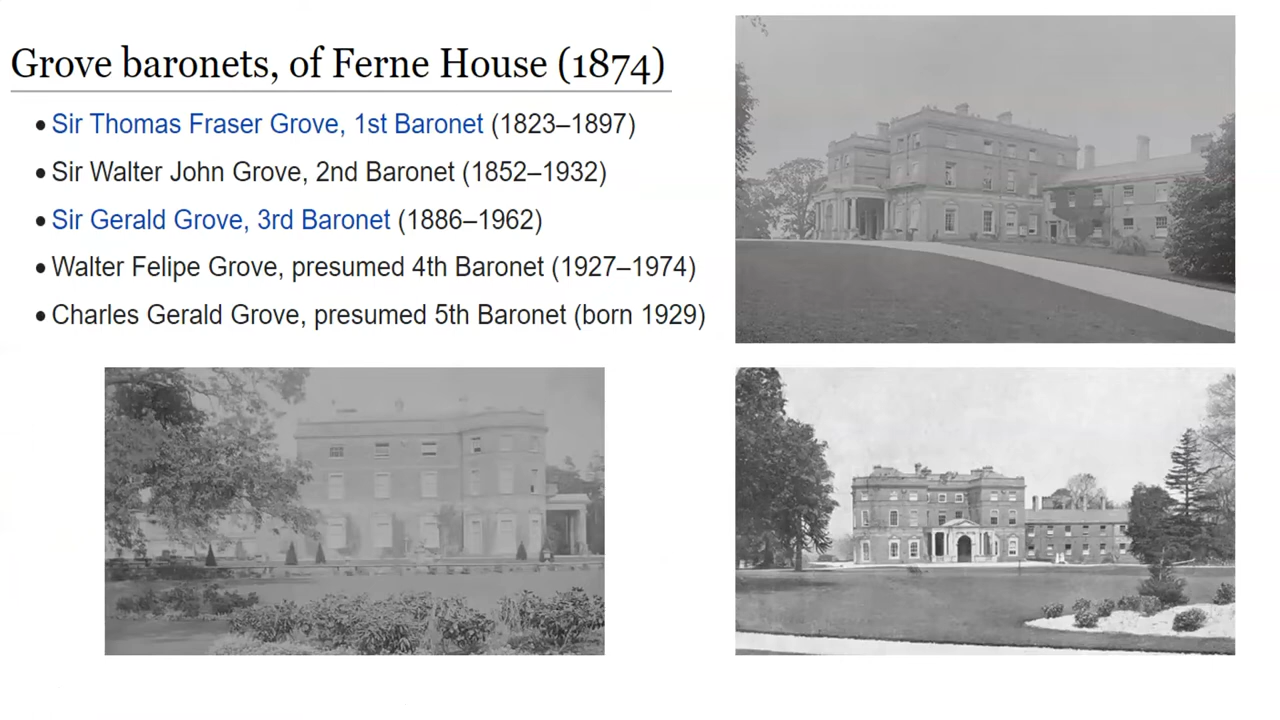 Grove baronets, of Ferne House (1874)
• Sir Thomas Fraser Grove, 1st Baronet (1823–1897)
• Sir Walter John Grove, 2nd Baronet (1852–1932)
• Sir Gerald Grove, 3rd Baronet (1886–1962)
• Walter Felipe Grove, presumed 4th Baronet (1927–1974)
• Charles Gerald Grove, presumed 5th Baronet (born 1929)